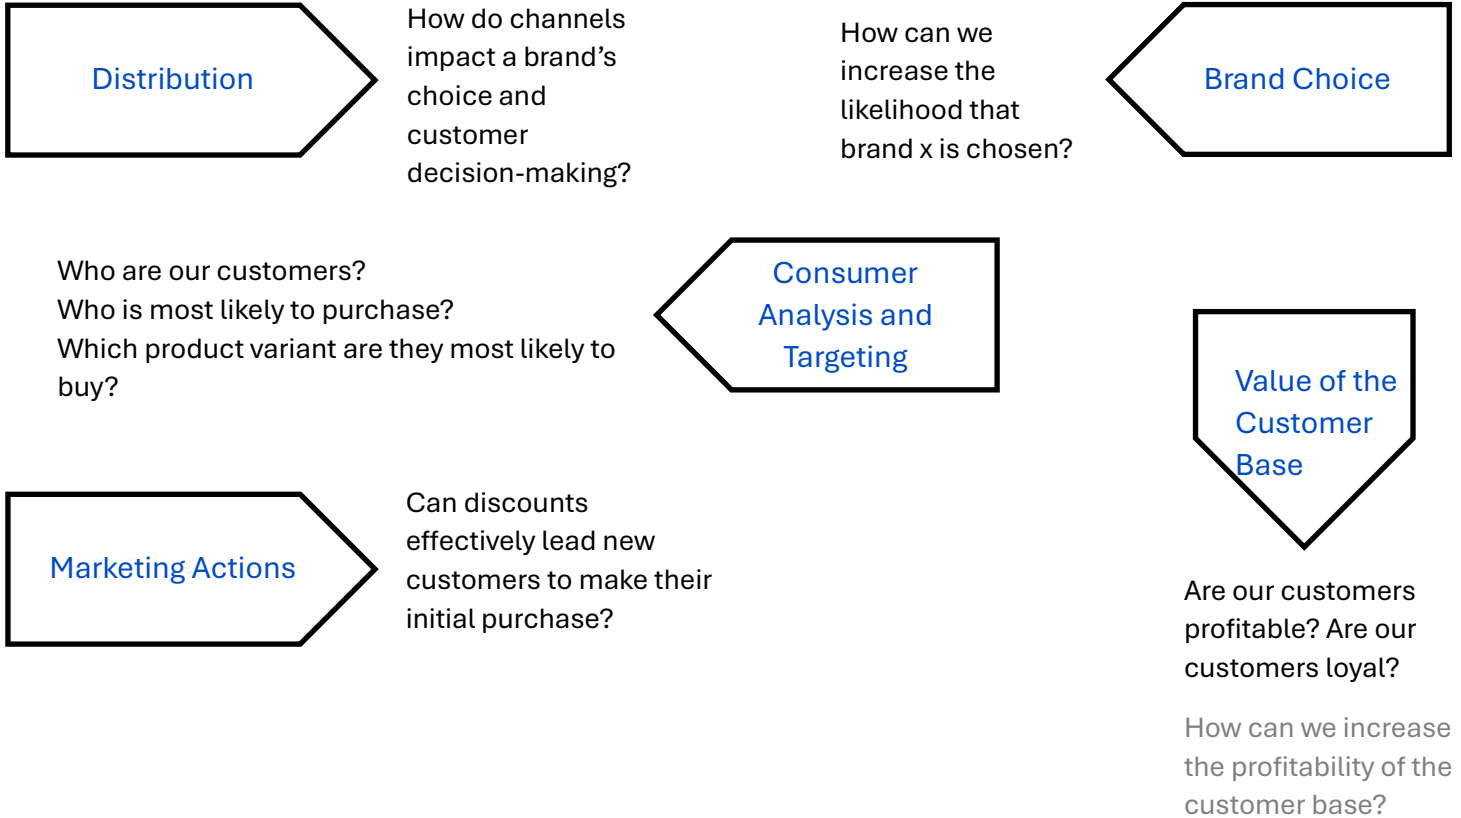 Distribution
How do channels
impact a brand’s
choice and
customer
decision-making?
How can we
increase the
likelihood that
brand x is chosen?
Brand Choice
Who are our customers?
Who is most likely to purchase?
Which product variant are they most likely to
buy?
Consumer
Analysis and
Targeting
Value of the
Customer
Base
Marketing Actions
Can discounts
effectively lead new
customers to make their
initial purchase?
Are our customers
profitable? Are our
customers loyal?
How can we increase
the profitability of the
customer base?